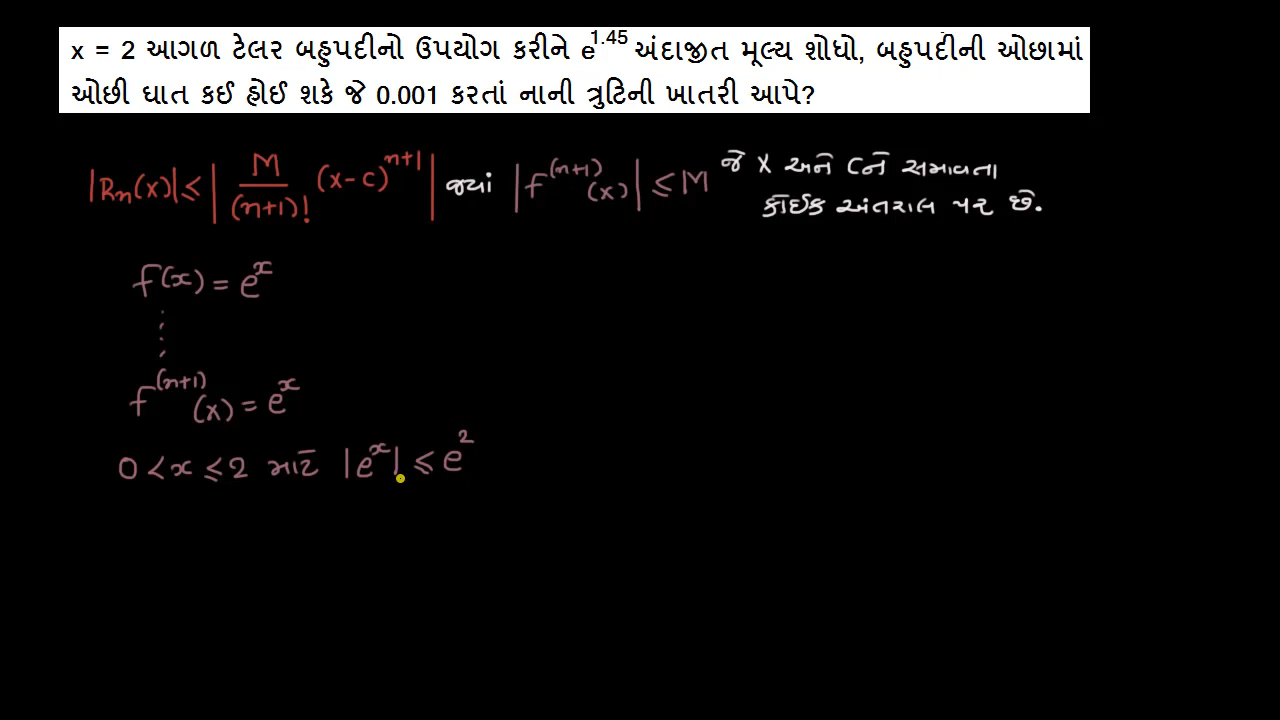 x = 2 આગળ ટેલર બહુપદીનો ઉપયોગ કરીને e^1.45 અંદાજીત મૂલ્ય શોધો, બહુપદીની ઓછામાં
ઓછી ઘાત કઈ હોઈ શકે જે 0.001 કરતાં નાની ત્રુટિની ખાતરી આપે?
|Rn(x)| ≤ | M/(n+1)! (x-c)^n+1 | જ્યાં |f^(n+1)(x)| ≤ M જે x અને c ને સમાવતા
કોઈક અંતરાલ પર છે.
f(x) = e^x
f^(n+1)(x) = e^x
0 < x ≤ 2 માટે |e^x| ≤ e^2